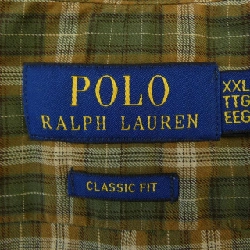 POLO
RALPH LAUREN
XXL
TTG
EEG
CLASSIC FIT